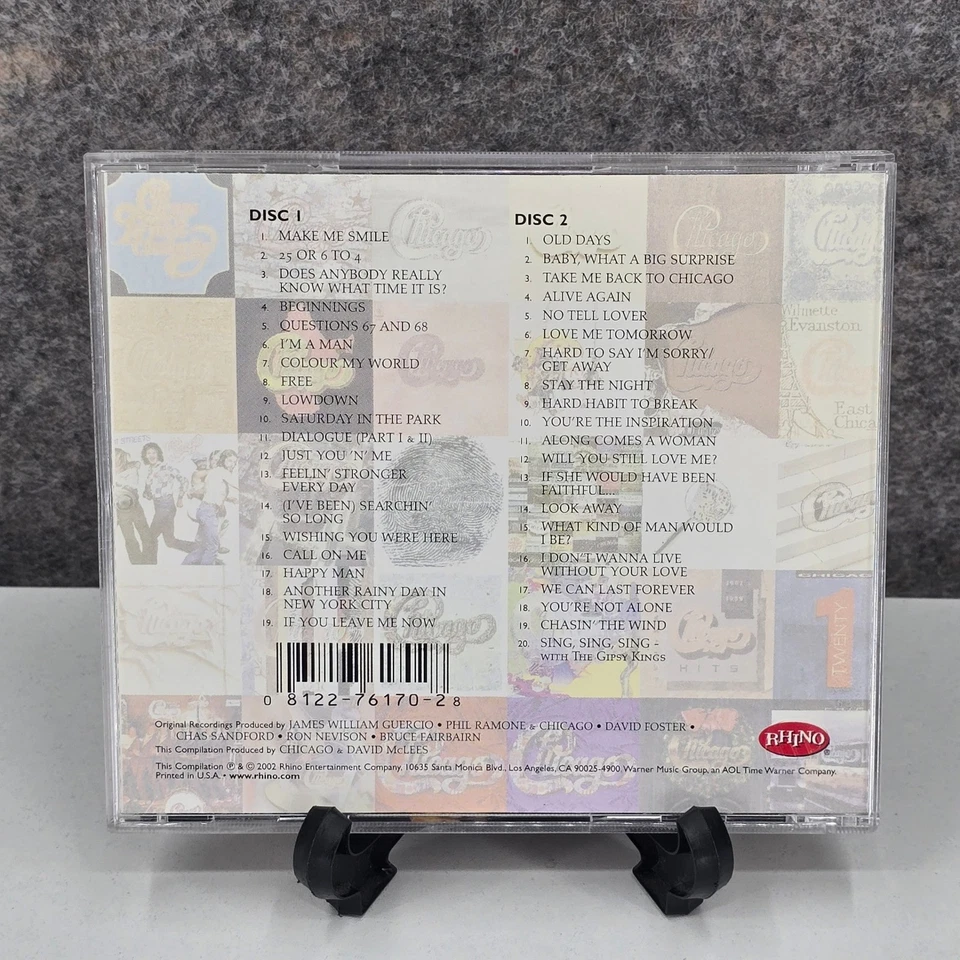 DISC 1
1. MAKE ME SMILE
2. 25 OR 6 TO 4
3. DOES ANYBODY REALLY
KNOW WHAT TIME IT IS?
4. BEGINNINGS
5. QUESTIONS 67 AND 68
6. I'M A MAN
7. COLOUR MY WORLD
8. FREE
9. LOWDOWN
10. SATURDAY IN THE PARK
11. DIALOGUE (PART I & II)
12. JUST YOU 'N' ME
13. FEELIN' STRONGER
EVERY DAY
14. (I'VE BEEN) SEARCHIN'
SO LONG
15. WISHING YOU WERE HERE
16. CALL ON ME
17. HAPPY MAN
18. ANOTHER RAINY DAY IN
NEW YORK CITY
19. IF YOU LEAVE ME NOW
DISC 2
1. OLD DAYS
2. BABY, WHAT A BIG SURPRISE
3. TAKE ME BACK TO CHICAGO
4. ALIVE AGAIN
5. NO TELL LOVER
6. LOVE ME TOMORROW
7. HARD TO SAY I'M SORRY/
GET AWAY
8. STAY THE NIGHT
9. HARD HABIT TO BREAK
10. YOU'RE THE INSPIRATION
11. ALONG COMES A WOMAN
12. WILL YOU STILL LOVE ME?
13. IF SHE WOULD HAVE BEEN
FAITHFUL...
14. LOOK AWAY
15. WHAT KIND OF MAN WOULD
I BE?
16. I DON'T WANNA LIVE
WITHOUT YOUR LOVE
17. WE CAN LAST FOREVER
18. YOU'RE NOT ALONE
19. CHASIN' THE WIND
20. SING, SING, SING -
WITH THE GIPSY KINGS
Chicago
Chicago
Chicago
Wilmette
Evanston
East
Chica
Chicago
CHICAGO
TWENTY 1
Chicago
HITS
0 8122-76170-2 8
Original Recordings Produced by JAMES WILLIAM GUERCIO • PHIL RAMONE & CHICAGO • DAVID FOSTER •
CHAS SANDFORD • RON NEVISON • BRUCE FAIRBAIRN
This Compilation Produced by CHICAGO & DAVID McLEES
RHINO
This Compilation ℗ & © 2002 Rhino Entertainment Company, 10635 Santa Monica Blvd., Los Angeles, CA 90025-4900. Warner Music Group, an AOL Time Warner Company.
Printed in U.S.A. • www.rhino.com